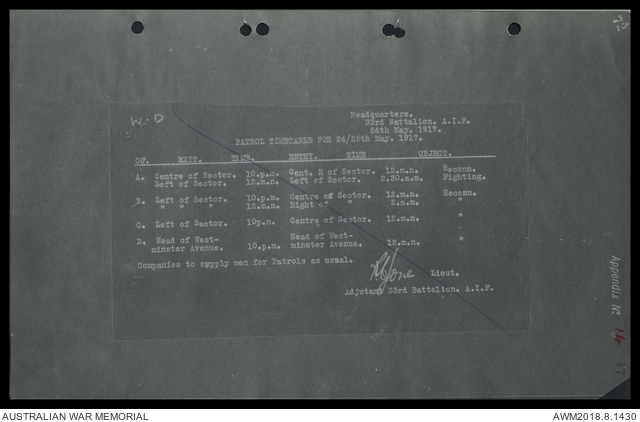 W.D
Headquarters.
33rd Battalion. A.I.F.
24th May. 1917.
PATROL TIMETABLE FOR 24/25th May. 1917.
CO. EXIT. TIME. ENTRY. TIME OBJECT.
A. Centre of Sector. 10.p.m. Cent. R of Sector. 12.m.n. Reconn.
Left of Sector. 12.m.n. Left of Sector. 2.30.a.m. Fighting.
B. Left of Sector. 10.p.m. Centre of Sector. 12.m.n. Reconn.
" " " 12.m.n. Right of " 2.a.m. "
C. Left of Sector. 10p.m. Centre of Sector. 12.m.n. "
D. Head of West- Head of West-
minster Avenue. 10.p.m. minster Avenue. 12.m.n. "
Companies to supply men for Patrols as usual.
Lieut.
Adjutant 33rd Battalion. A.I.F.
Appendix No
AUSTRALIAN WAR MEMORIAL
AWM2018.8.1430